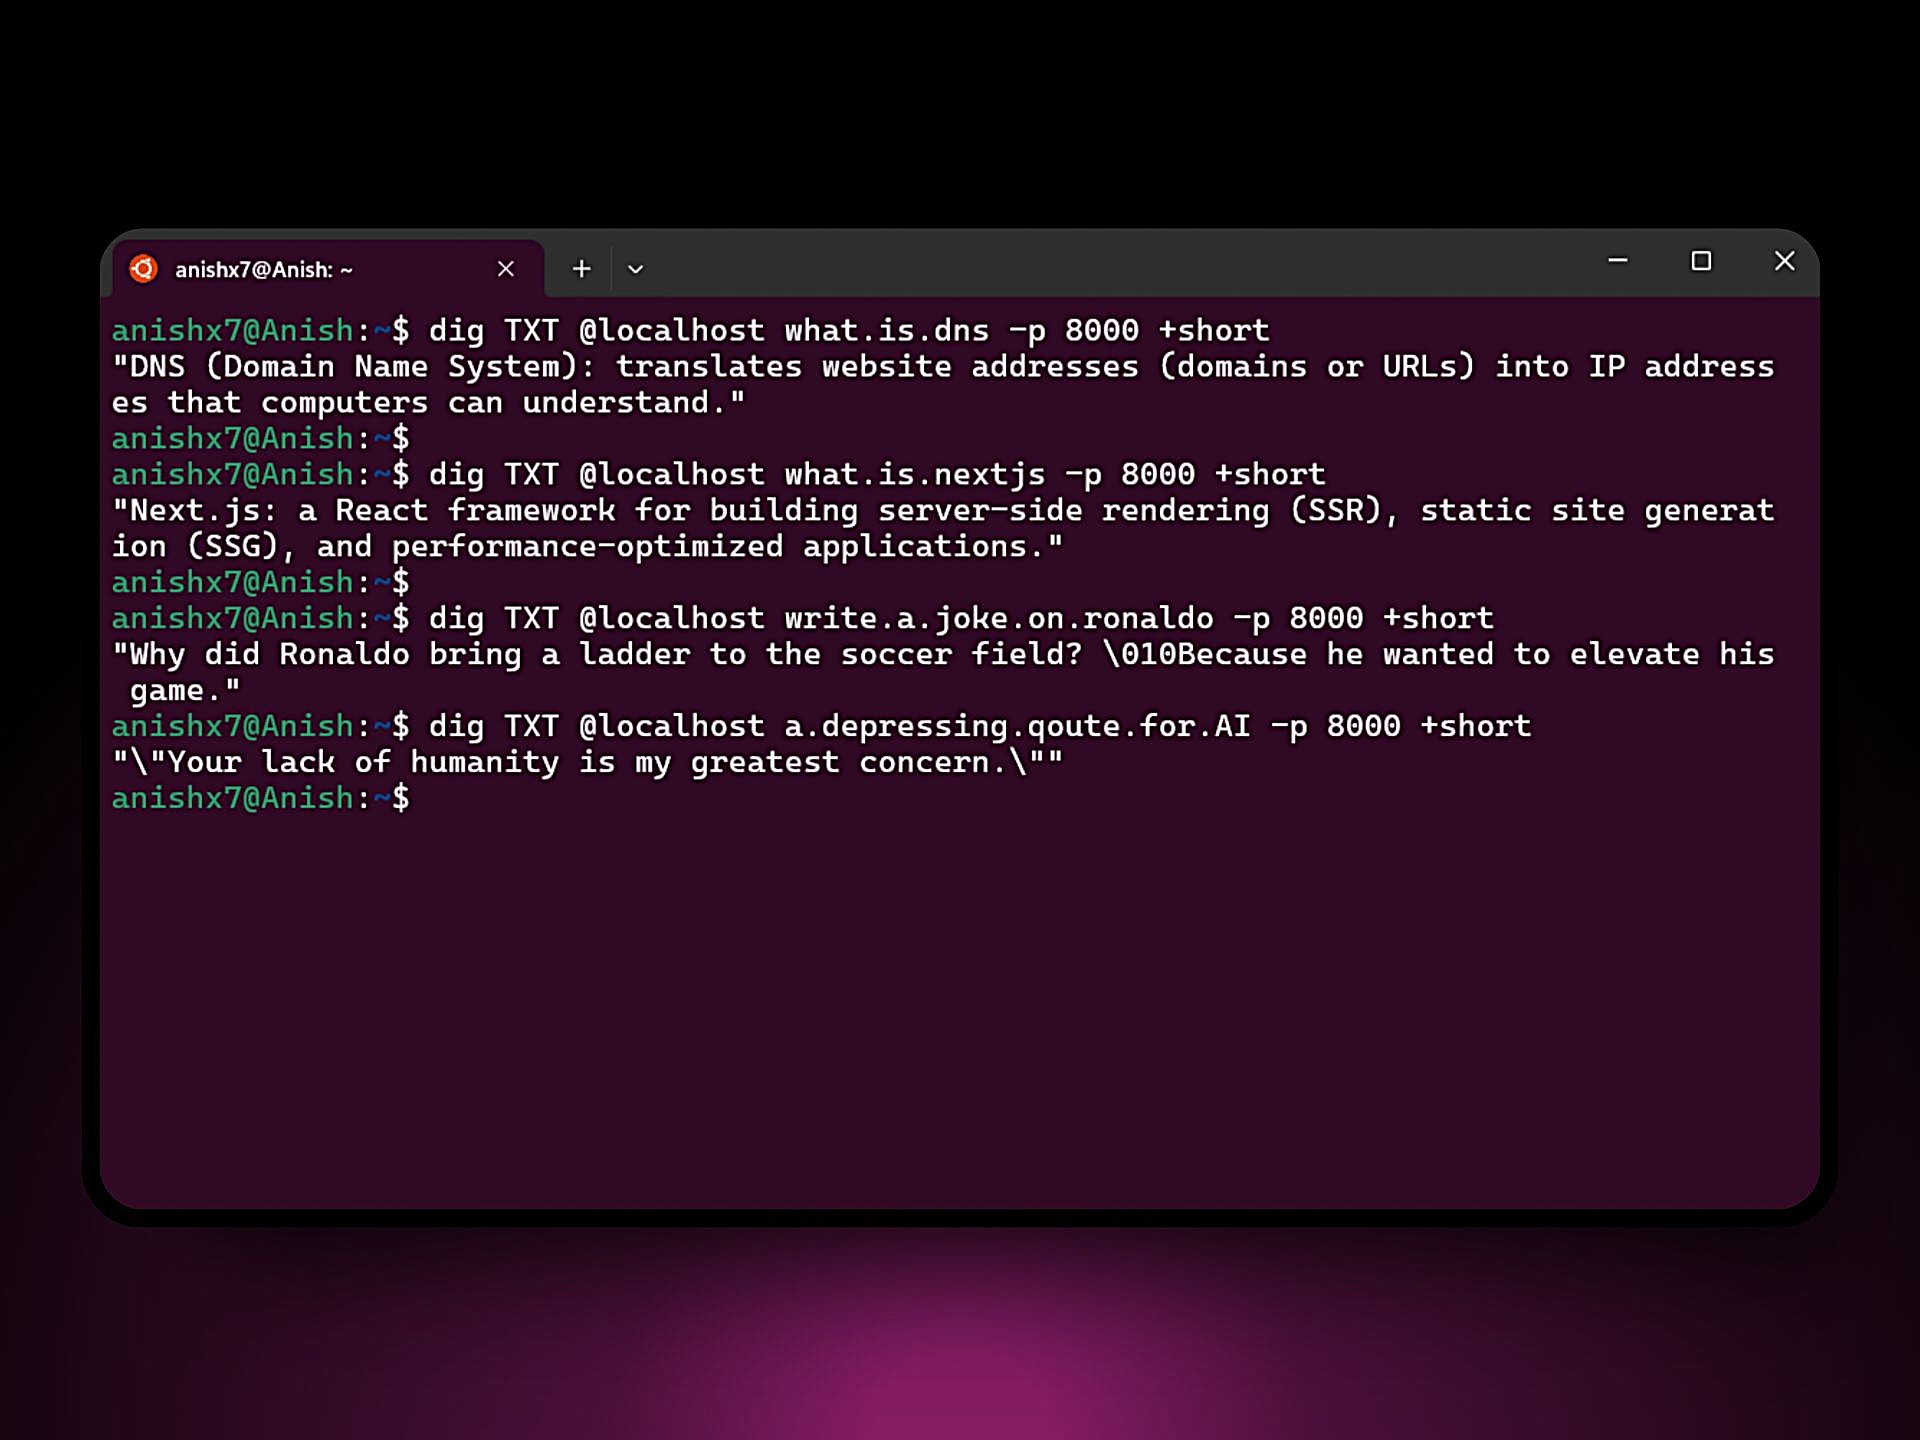 anishx7@Anish: ~
anishx7@Anish:~$ dig TXT @localhost what.is.dns -p 8000 +short
"DNS (Domain Name System): translates website addresses (domains or URLs) into IP address
es that computers can understand."
anishx7@Anish:~$
anishx7@Anish:~$ dig TXT @localhost what.is.nextjs -p 8000 +short
"Next.js: a React framework for building server-side rendering (SSR), static site generat
ion (SSG), and performance-optimized applications."
anishx7@Anish:~$
anishx7@Anish:~$ dig TXT @localhost write.a.joke.on.ronaldo -p 8000 +short
"Why did Ronaldo bring a ladder to the soccer field? \010Because he wanted to elevate his
 game."
anishx7@Anish:~$ dig TXT @localhost a.depressing.qoute.for.AI -p 8000 +short
"\"Your lack of humanity is my greatest concern.\""
anishx7@Anish:~$